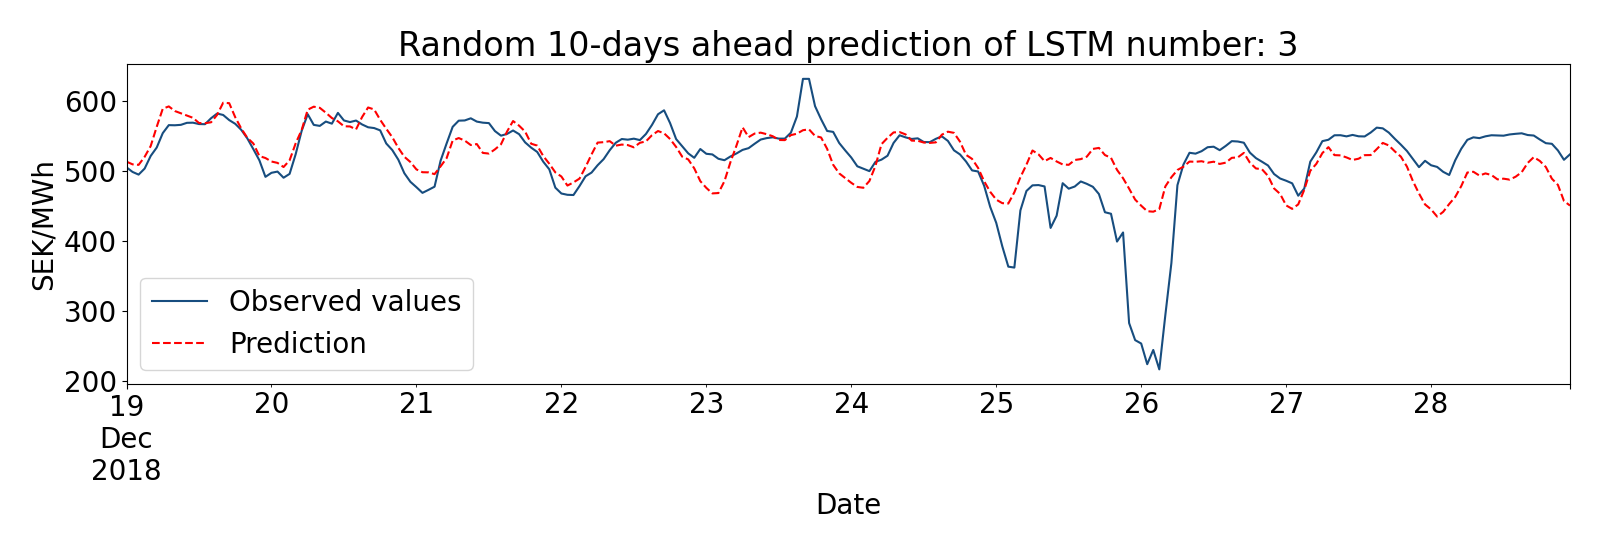 Random 10-days ahead prediction of LSTM number: 3
SEK/MWh
600
500
400
300
200
Observed values
Prediction
19 20 21 22 23 24 25 26 27 28
Dec
2018
Date